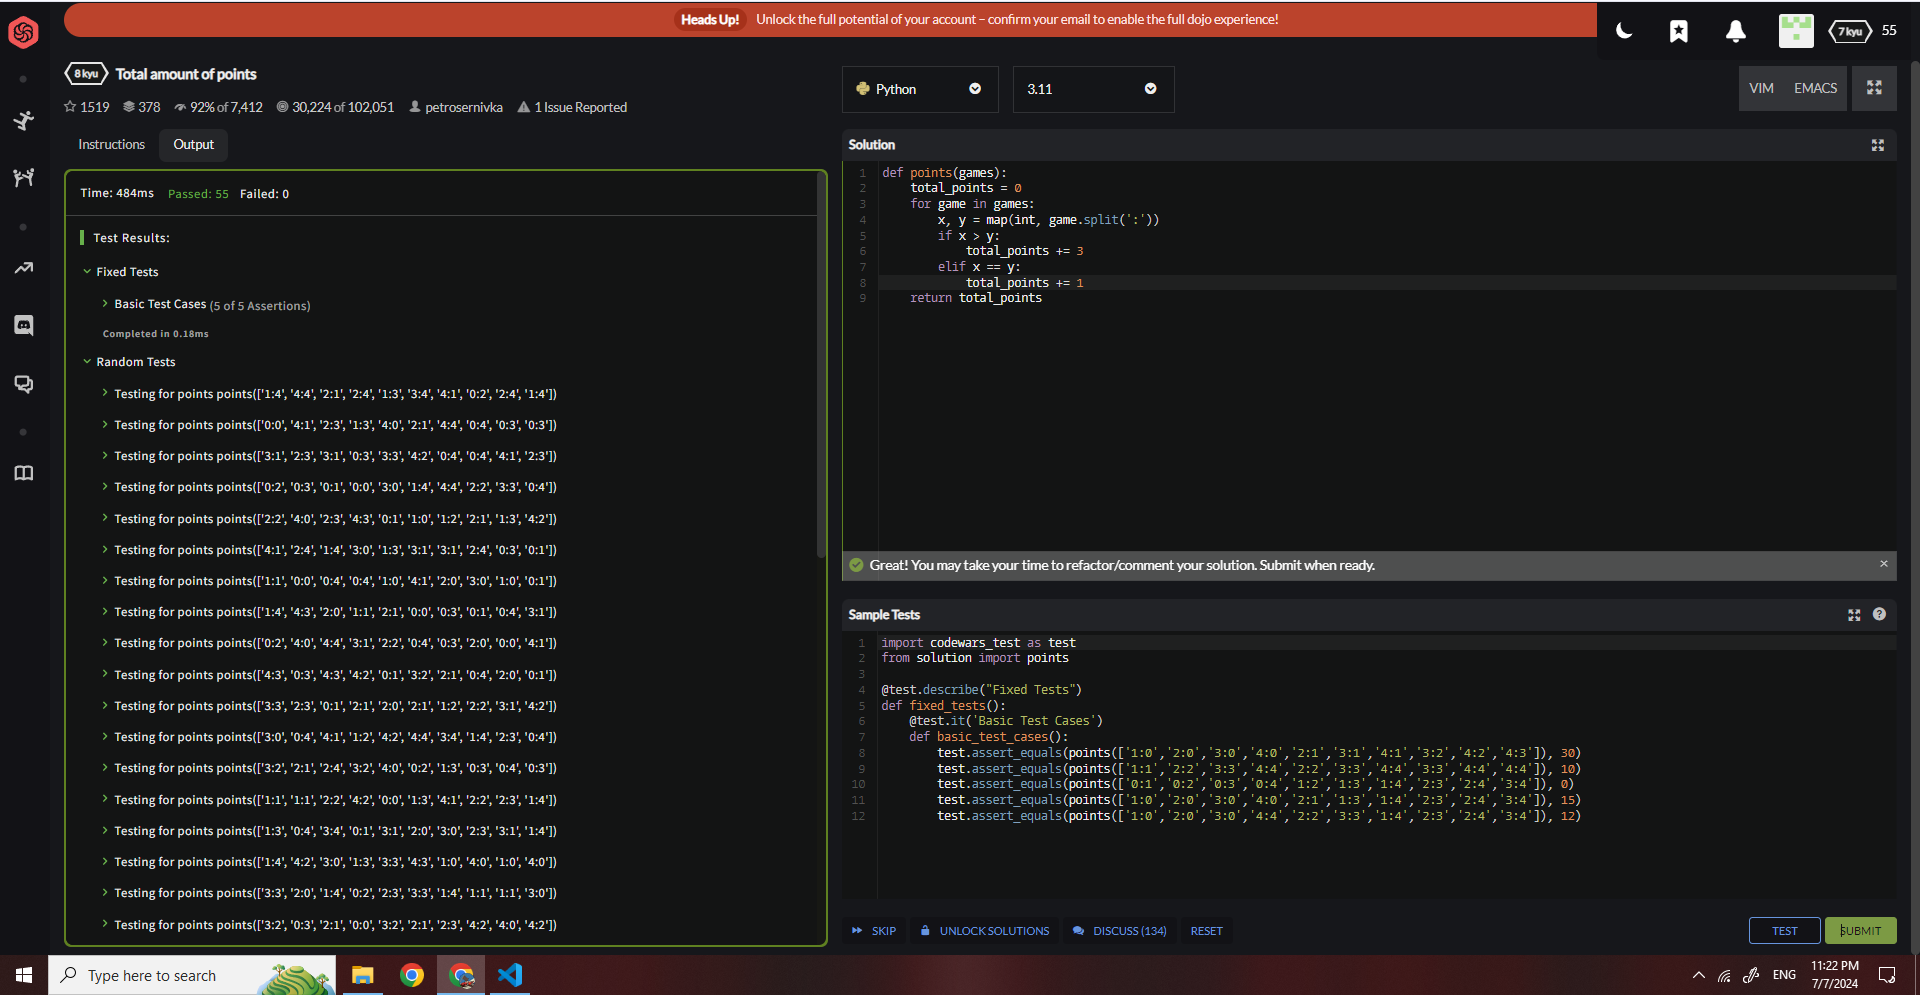 Heads Up! Unlock the full potential of your account – confirm your email to enable the full dojo experience!
7 kyu 55
8 kyu Total amount of points
1519 378 92% of 7,412 30,224 of 102,051 petrosernivka 1 Issue Reported
Instructions Output
Time: 484ms Passed: 55 Failed: 0
Test Results:
Fixed Tests
Basic Test Cases (5 of 5 Assertions)
Completed in 0.18ms
Random Tests
Testing for points points(['1:4', '4:4', '2:1', '2:4', '1:3', '3:4', '4:1', '0:2', '2:4', '1:4'])
Testing for points points(['0:0', '4:1', '2:3', '1:3', '4:0', '2:1', '4:4', '0:4', '0:3', '0:3'])
Testing for points points(['3:1', '2:3', '3:1', '0:3', '3:3', '4:2', '0:4', '0:4', '4:1', '2:3'])
Testing for points points(['0:2', '0:3', '0:1', '0:0', '3:0', '1:4', '4:4', '2:2', '3:3', '0:4'])
Testing for points points(['2:2', '4:0', '2:3', '4:3', '0:1', '1:0', '1:2', '2:1', '1:3', '4:2'])
Testing for points points(['4:1', '2:4', '1:4', '3:0', '1:3', '3:1', '3:1', '2:4', '0:3', '0:1'])
Testing for points points(['1:1', '0:0', '0:4', '0:4', '1:0', '4:1', '2:0', '3:0', '1:0', '0:1'])
Testing for points points(['1:4', '4:3', '2:0', '1:1', '2:1', '0:0', '0:3', '0:1', '0:4', '3:1'])
Testing for points points(['0:2', '4:0', '4:4', '3:1', '2:2', '0:4', '0:3', '2:0', '0:0', '4:1'])
Testing for points points(['4:3', '0:3', '4:3', '4:2', '0:1', '3:2', '2:1', '0:4', '2:0', '0:1'])
Testing for points points(['3:3', '2:3', '0:1', '2:1', '2:0', '2:1', '1:2', '2:2', '3:1', '4:2'])
Testing for points points(['3:0', '0:4', '4:1', '1:2', '4:2', '4:4', '3:4', '1:4', '2:3', '0:4'])
Testing for points points(['3:2', '2:1', '2:4', '3:2', '4:0', '0:2', '1:3', '0:3', '0:4', '0:3'])
Testing for points points(['1:1', '1:1', '2:2', '4:2', '0:0', '1:3', '4:1', '2:2', '2:3', '1:4'])
Testing for points points(['1:3', '0:4', '3:4', '0:1', '3:1', '2:0', '3:0', '2:3', '3:1', '1:4'])
Testing for points points(['1:4', '4:2', '3:0', '1:3', '3:3', '4:3', '1:0', '4:0', '1:0', '4:0'])
Testing for points points(['3:3', '2:0', '1:4', '0:2', '2:3', '3:3', '1:4', '1:1', '1:1', '3:0'])
Testing for points points(['3:2', '0:3', '2:1', '0:0', '3:2', '2:1', '2:3', '4:2', '4:0', '4:2'])
Python 3.11 VIM EMACS
Solution
1 def points(games):
2 total_points = 0
3 for game in games:
4 x, y = map(int, game.split(':'))
5 if x > y:
6 total_points += 3
7 elif x == y:
8 total_points += 1
9 return total_points
Great! You may take your time to refactor/comment your solution. Submit when ready. ×
Sample Tests
1 import codewars_test as test
2 from solution import points
3
4 @test.describe("Fixed Tests")
5 def fixed_tests():
6 @test.it('Basic Test Cases')
7 def basic_test_cases():
8 test.assert_equals(points(['1:0','2:0','3:0','4:0','2:1','3:1','4:1','3:2','4:2','4:3']), 30)
9 test.assert_equals(points(['1:1','2:2','3:3','4:4','2:2','3:3','4:4','3:3','4:4','4:4']), 10)
10 test.assert_equals(points(['0:1','0:2','0:3','0:4','1:2','1:3','1:4','2:3','2:4','3:4']), 0)
11 test.assert_equals(points(['1:0','2:0','3:0','4:0','2:1','1:3','1:4','2:3','2:4','3:4']), 15)
12 test.assert_equals(points(['1:0','2:0','3:0','4:4','2:2','3:3','1:4','2:3','2:4','3:4']), 12)
SKIP UNLOCK SOLUTIONS DISCUSS (134) RESET TEST SUBMIT
Type here to search ENG 11:22 PM
7/7/2024